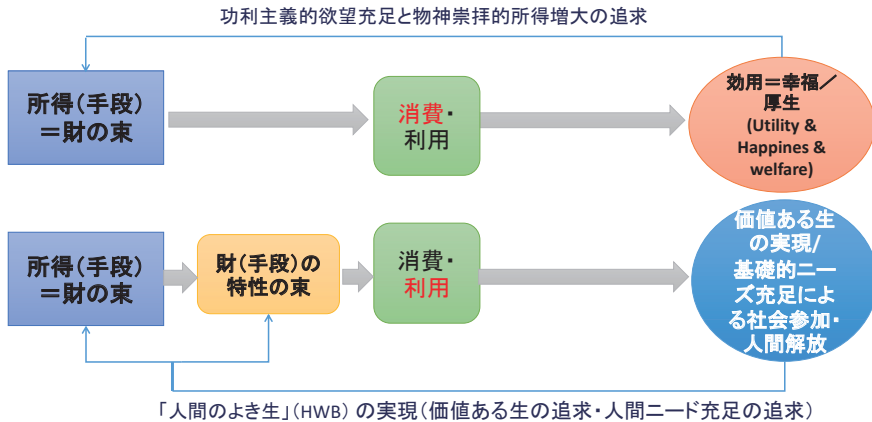 功利主義的欲望充足と物神崇拝的所得増大の追求
所得(手段)
＝財の束
消費・
利用
効用＝幸福／
厚生
(Utility &
Happines &
welfare)
所得(手段)
＝財の束
財(手段)の
特性の束
消費・
利用
価値ある生
の実現/
基礎的ニー
ズ充足によ
る社会参加・
人間解放
「人間のよき生」(HWB) の実現(価値ある生の追求・人間ニード充足の追求)